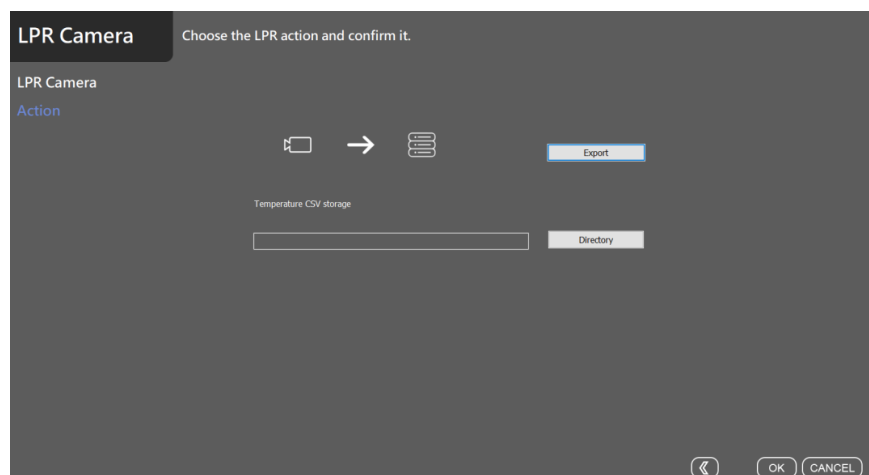 LPR Camera
Choose the LPR action and confirm it.
LPR Camera
Action
Export
Temperature CSV storage
Directory
OK
CANCEL